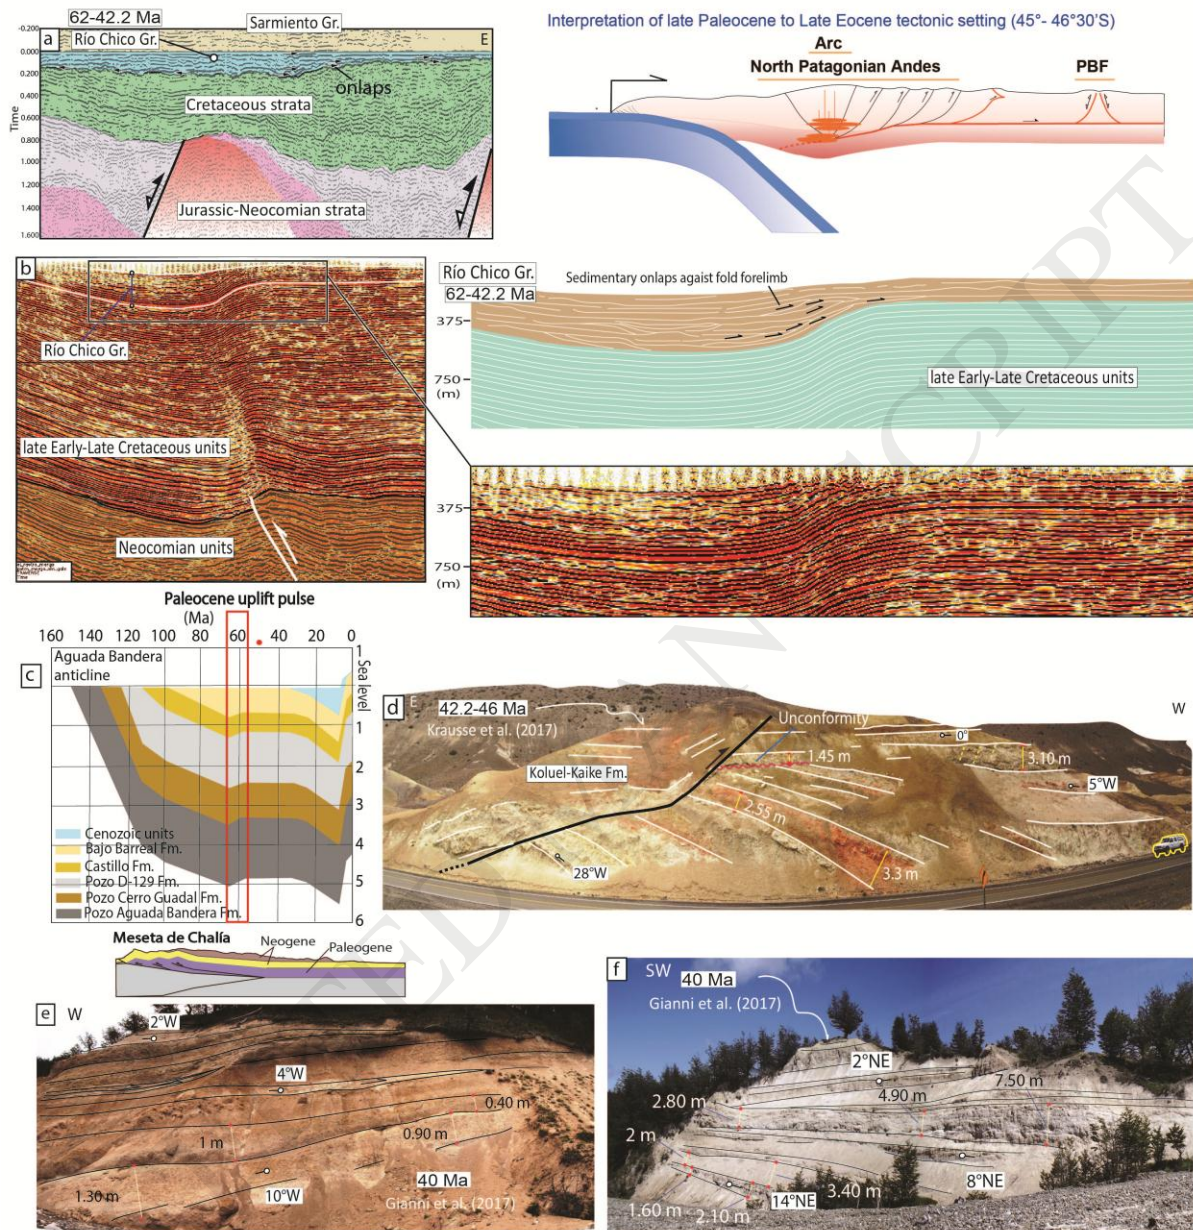 62-42.2 Ma
Sarmiento Gr.
Río Chico Gr.
a
E
-0.200
0.000
0.200
0.400
0.600
0.800
1.000
1.200
1.400
1.600
Time
onlaps
Cretaceous strata
Jurassic-Neocomian strata
Interpretation of late Paleocene to Late Eocene tectonic setting (45°- 46°30'S)
Arc
North Patagonian Andes
PBF
b
Río Chico Gr.
late Early-Late Cretaceous units
Neocomian units
Río Chico Gr.
62-42.2 Ma
Sedimentary onlaps agaist fold forelimb
375
750
(m)
late Early-Late Cretaceous units
375
750
(m)
Paleocene uplift pulse
(Ma)
160 140 120 100 80 60 40 20 0
c
Aguada Bandera
anticline
1
Sea level
1
2
3
4
5
6
Cenozoic units
Bajo Barreal Fm.
Castillo Fm.
Pozo D-129 Fm.
Pozo Cerro Guadal Fm.
Pozo Aguada Bandera Fm.
d
E
W
42.2-46 Ma
Krausse et al. (2017)
Koluel-Kaike Fm.
Unconformity
0°
1.45 m
3.10 m
5°W
2.55 m
3.3 m
28°W
Meseta de Chalía
Neogene
Paleogene
e
W
2°W
4°W
0.40 m
0.90 m
1 m
1.30 m
10°W
40 Ma
Gianni et al. (2017)
f
SW
40 Ma
Gianni et al. (2017)
2°NE
7.50 m
4.90 m
2.80 m
2 m
8°NE
14°NE
3.40 m
1.60 m
2.10 m